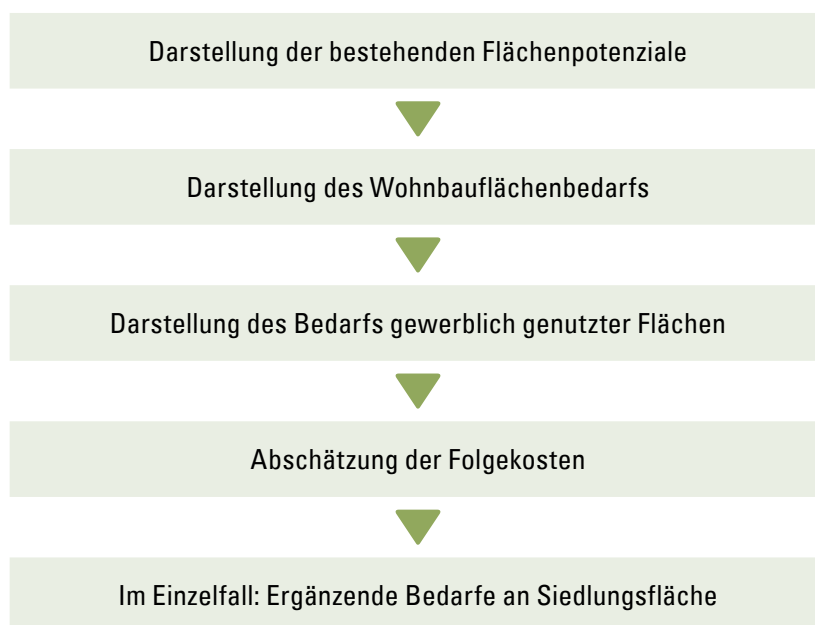 Darstellung der bestehenden Flächenpotenziale
Darstellung des Wohnbauflächenbedarfs
Darstellung des Bedarfs gewerblich genutzter Flächen
Abschätzung der Folgekosten
Im Einzelfall: Ergänzende Bedarfe an Siedlungsfläche